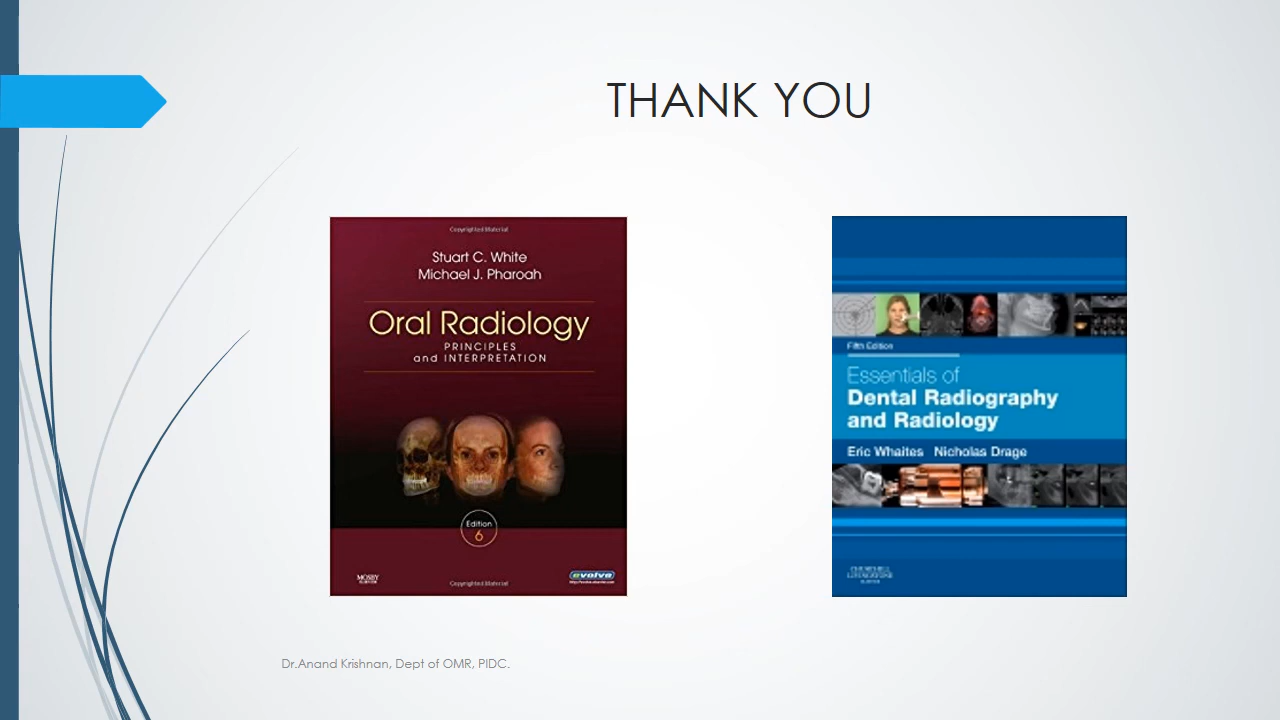 THANK YOU
Copyrighted Material
Stuart C. White
Michael J. Pharoah
Oral Radiology
PRINCIPLES
and INTERPRETATION
Edition
6
MOSBY
ELSEVIER
Copyrighted Material
evolve
Fifth Edition
Essentials of
Dental Radiography
and Radiology
Eric Whaites Nicholas Drage
CHURCHILL
LIVINGSTONE
ELSEVIER
Dr.Anand Krishnan, Dept of OMR, PIDC.